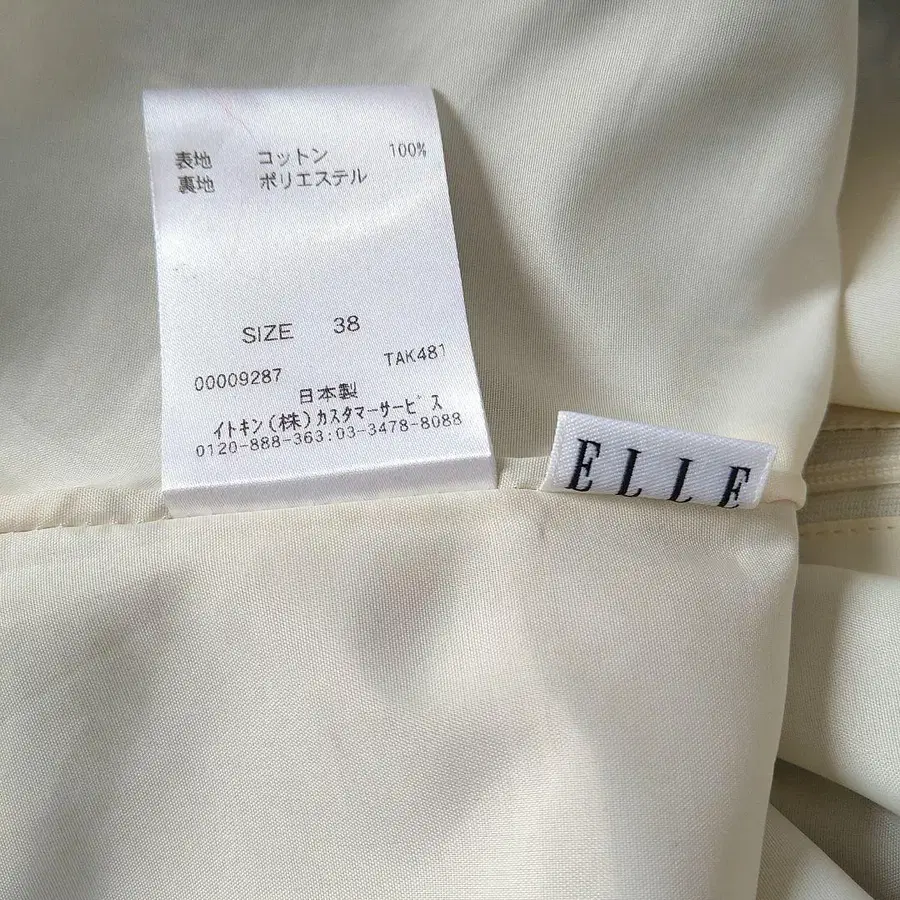 表地 コットン 100%
裏地 ポリエステル
SIZE 38
00009287 TAK481
日本製
イトキン(株)カスタマーサービス
0120-888-363:03-3478-8088
ELLE